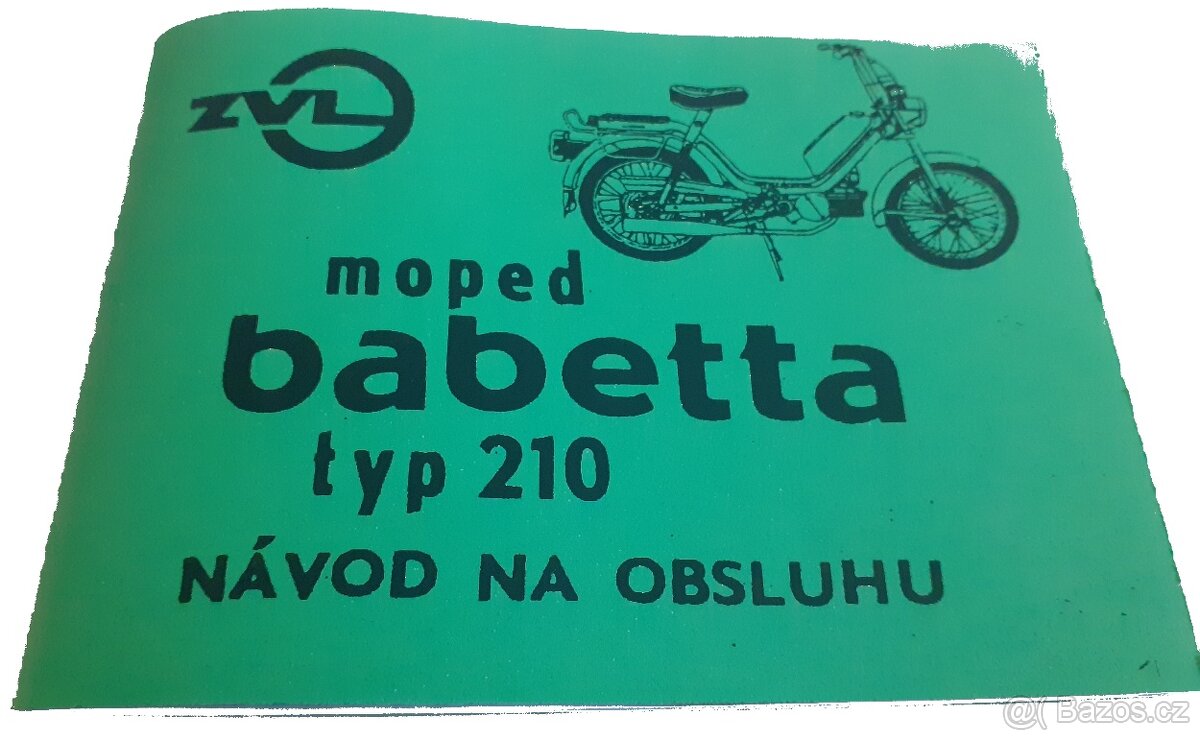 ZVL
moped
babetta
typ 210
NÁVOD NA OBSLUHU
@( Bazos.cz